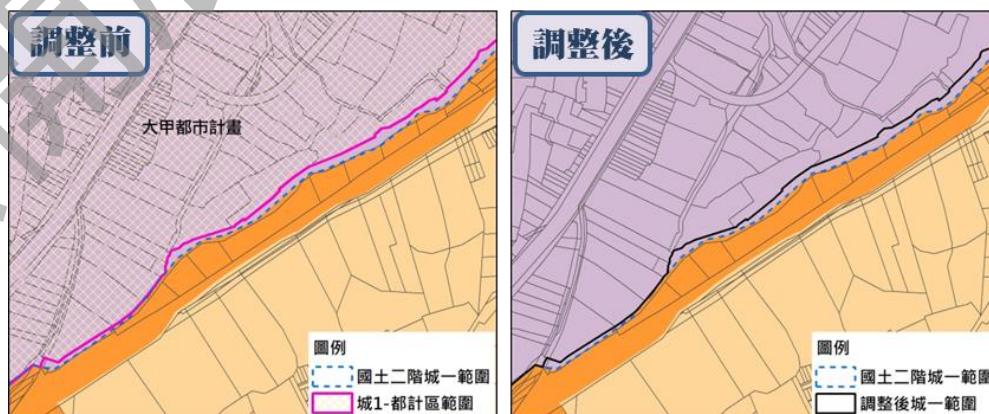 調整前
大甲都市計畫
圖例
國土二階城一範圍
城1-都計區範圍
調整後
圖例
國土二階城一範圍
調整後城一範圍